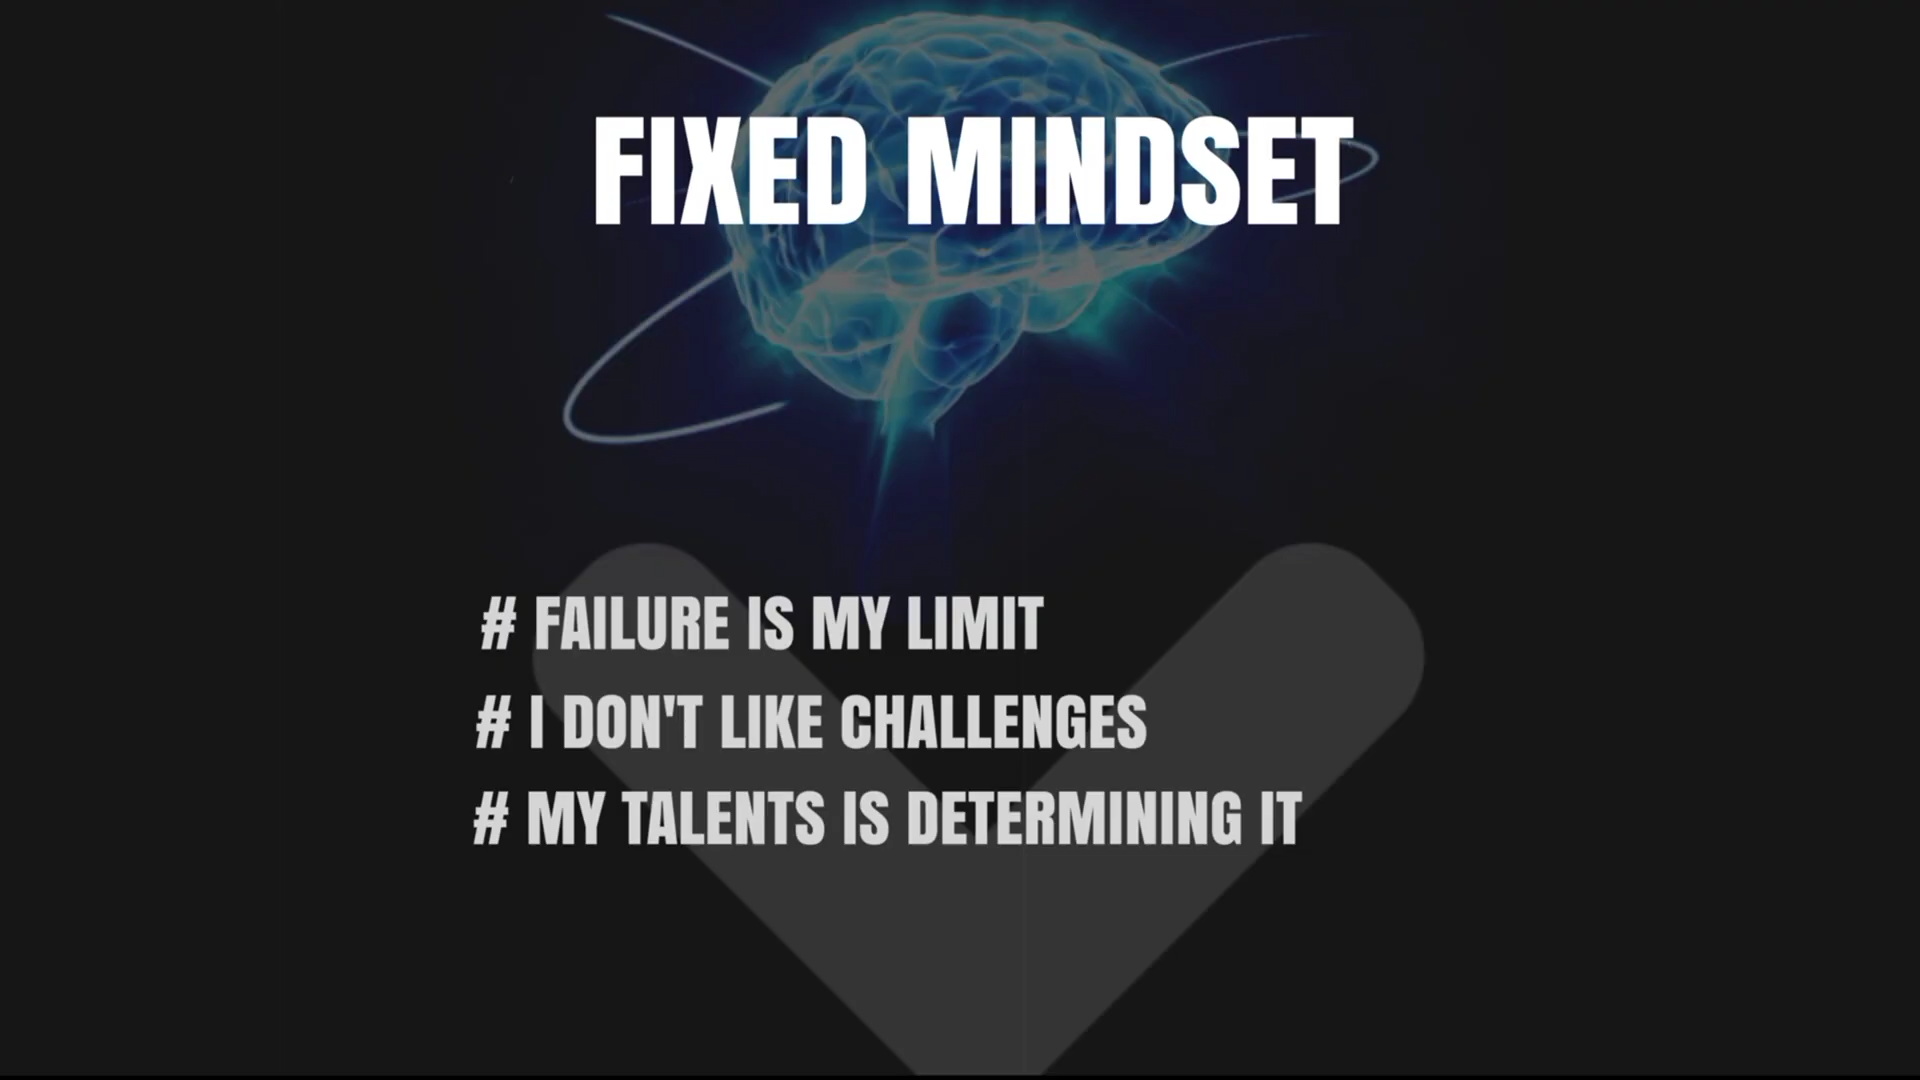 FIXED MINDSET
# FAILURE IS MY LIMIT
# I DON'T LIKE CHALLENGES
# MY TALENTS IS DETERMINING IT